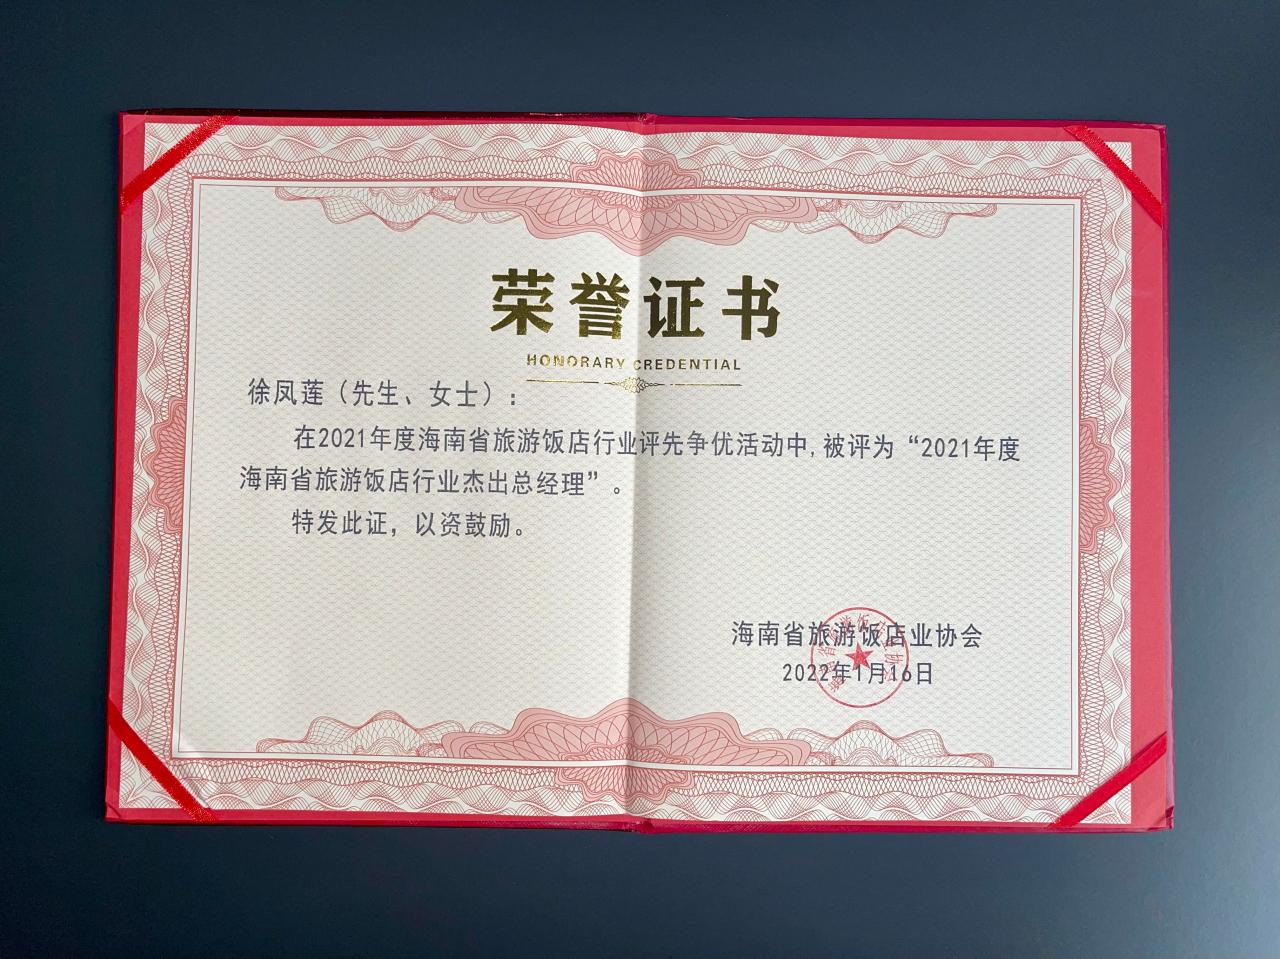 荣誉证书
HONORARY CREDENTIAL
徐凤莲（先生、女士）：
在2021年度海南省旅游饭店行业评先争优活动中,被评为“2021年度
海南省旅游饭店行业杰出总经理”。
特发此证，以资鼓励。
海南省旅游饭店业协会
2022年1月16日